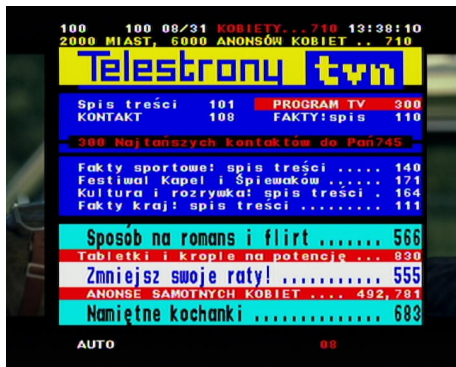 100 100 08/31 KOBIETY...710 13:38:10
2000 MIAST, 6000 ANONSÓW KOBIET .. 710
Telestrony tvn
Spis treści 101 PROGRAM TV 300
KONTAKT 108 FAKTY:spis 110
300 Najtańszych kontaktów do Pań745
Fakty sportowe: spis treści ..... 140
Festiwal Kapel i Śpiewaków ...... 171
Kultura i rozrywka: spis treści . 164
Fakty kraj: spis treści ......... 111
Sposób na romans i flirt ....... 566
Tabletki i krople na potencję ... 830
Zmniejsz swoje raty! ........... 555
ANONSE SAMOTNYCH KOBIET .... 492,781
Namiętne kochanki .............. 683
AUTO 08